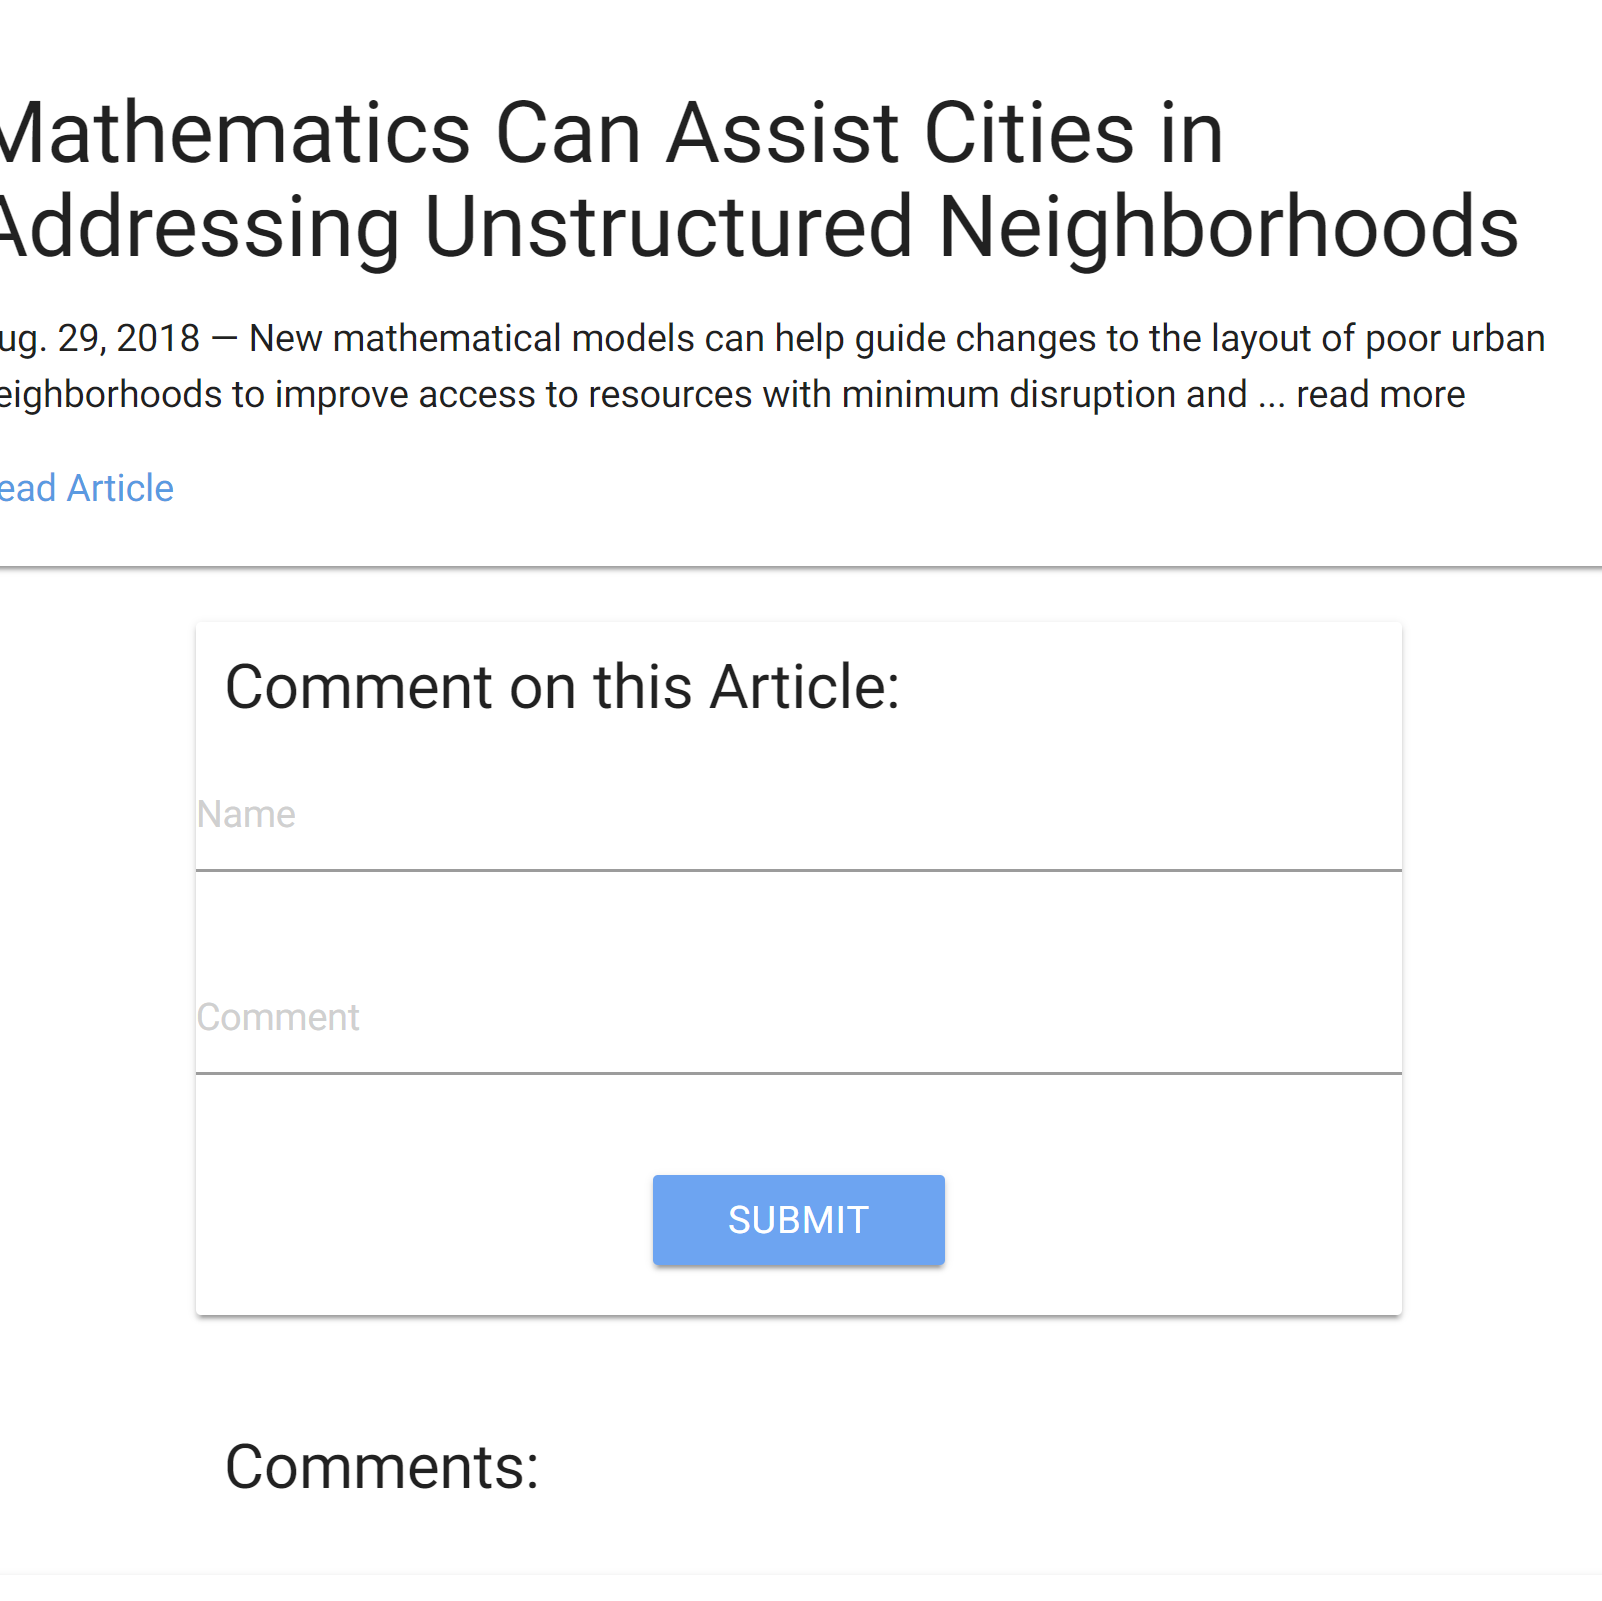 Mathematics Can Assist Cities in
Addressing Unstructured Neighborhoods
ug. 29, 2018 — New mathematical models can help guide changes to the layout of poor urban
eighborhoods to improve access to resources with minimum disruption and ... read more
ead Article
Comment on this Article:
Name
Comment
SUBMIT
Comments: